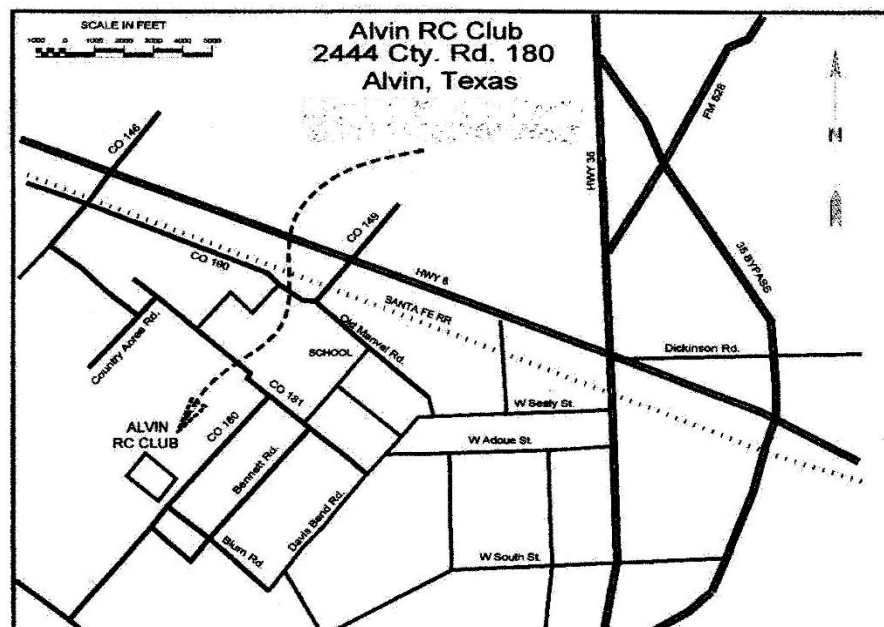 SCALE IN FEET
1000 0 1000 2000 3000 4000 5000
Alvin RC Club
2444 Cty. Rd. 180
Alvin, Texas
N
CO 146
HWY 35
FM 528
CO 149
CO 190
HWY 6
35 BYPASS
SANTA FE RR
Country Acres Rd.
Old Manvel Rd.
SCHOOL
Dickinson Rd.
CO 181
W Sealy St.
ALVIN
RC CLUB
CO 180
W Adoue St.
Bennett Rd.
Davis Bend Rd.
Blum Rd.
W South St.